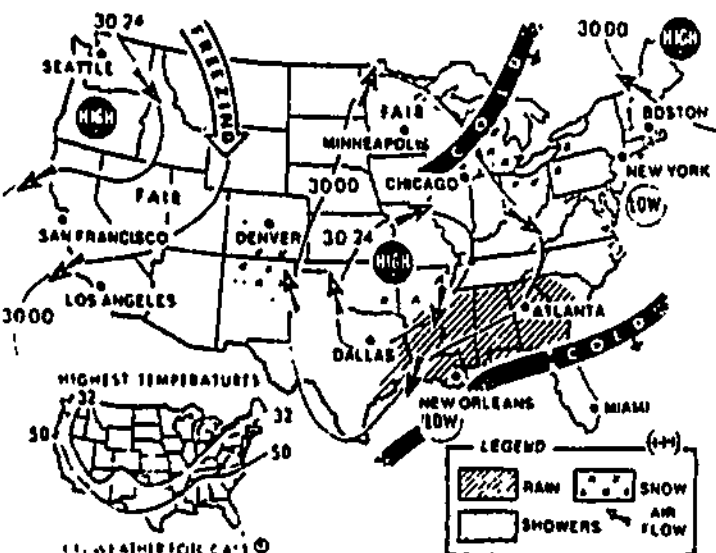 30.24
SEATTLE
HIGH
FREEZING
FAIR
SAN FRANCISCO
LOS ANGELES
30.00
DENVER
30.00
30.24
HIGH
FAIR
MINNEAPOLIS
COLD
CHICAGO
30.00
HIGH
BOSTON
NEW YORK
LOW
ATLANTA
DALLAS
NEW ORLEANS
LOW
COLD
MIAMI
HIGHEST TEMPERATURES
32
50
32
50
LEGEND
RAIN
SNOW
SHOWERS
AIR
FLOW